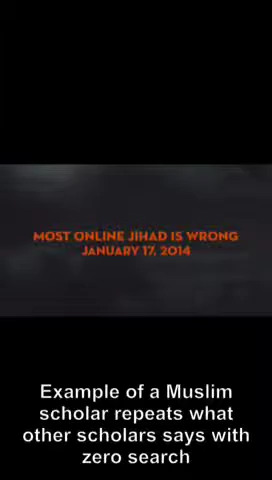 MOST ONLINE JIHAD IS WRONG
JANUARY 17, 2014
Example of a Muslim
scholar repeats what
other scholars says with
zero search